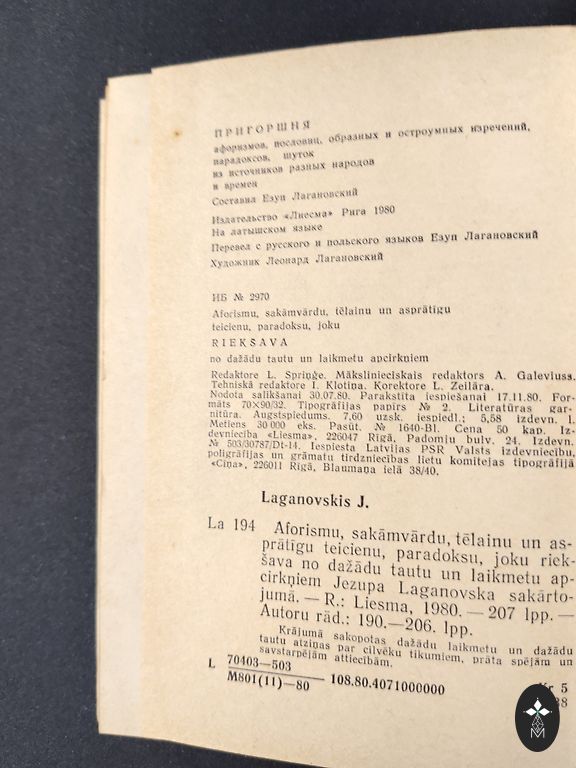 ПРИГОРШНЯ
афоризмов, пословиц, образных и остроумных изречений,
парадоксов, шуток
из источников разных народов
и времен
Составил Езуп Лагановский
Издательство «Лиесма» Рига 1980
На латышском языке
Перевел с русского и польского языков Езуп Лагановский
Художник Леонард Лагановский
ИБ № 2970
Aforismu, sakāmvārdu, tēlainu un asprātīgu
teicienu, paradoksu, joku
RIEKŠAVA
no dažādu tautu un laikmetu apcirkņiem
Redaktore L. Spriņģe. Mākslinieciskais redaktors A. Galeviuss.
Tehniskā redaktore I. Klotiņa. Korektore L. Zeilāra.
Nodota salikšanai 30.07.80. Parakstīta iespiešanai 17.11.80. For-
māts 70×90/32. Tipogrāfijas papīrs № 2. Literatūras gar-
nitūra. Augstspiedums. 7,60 uzsk. iespiedl.; 5,58 izdevn. l.
Metiens 30 000 eks. Pasūt. № 1640-B1. Cena 50 kap. Iz-
devniecība «Liesma», 226047 Rīgā, Padomju bulv. 24. Izdevn.
№ 503/30787/Dt-14. Iespiesta Latvijas PSR Valsts izdevniecību,
poligrāfijas un grāmatu tirdzniecības lietu komitejas tipogrāfijā
«Cīņa», 226011 Rīgā, Blaumaņa ielā 38/40.
Laganovskis J.
La 194 Aforismu, sakāmvārdu, tēlainu un as-
prātīgu teicienu, paradoksu, joku riek-
šava no dažādu tautu un laikmetu ap-
cirkņiem Jezupa Laganovska sakārto-
jumā. — R.: Liesma, 1980. — 207 lpp. —
Autoru rād.: 190.—206. lpp.
Krājumā sakopotas dažādu laikmetu un dažādu
tautu atziņas par cilvēku tikumiem, prāta spējām un
savstarpējām attiecībām.
L 70403—503
M801(11)—80
108.80.4071000000